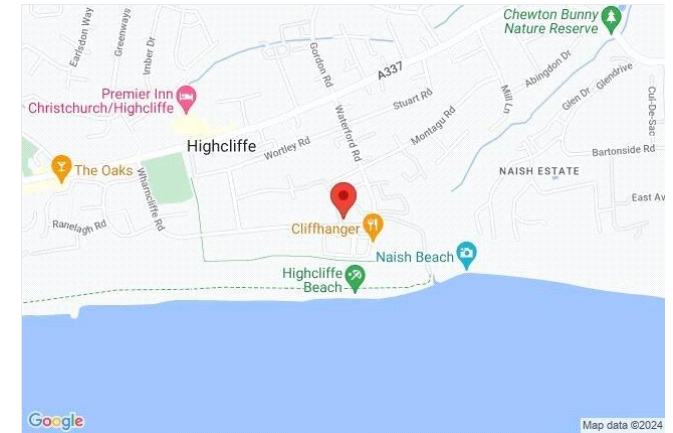 Chewton Bunny
Nature Reserve
Earlsdon Way
Greenways
Imber Dr
Gordon Rd
A337
Abingdon Dr
Glendrive
Premier Inn
Christchurch/Highcliffe
Stuart Rd
Mill Ln
Glen Dr
Cul-De-Sac
Waterford Rd
Montagu Rd
Highcliffe
Wortley Rd
Bartonside Rd
The Oaks
Wharncliffe Rd
NAISH ESTATE
East Av
Ranelagh Rd
Cliffhanger
Naish Beach
Highcliffe
Beach
Google
Map data ©2024